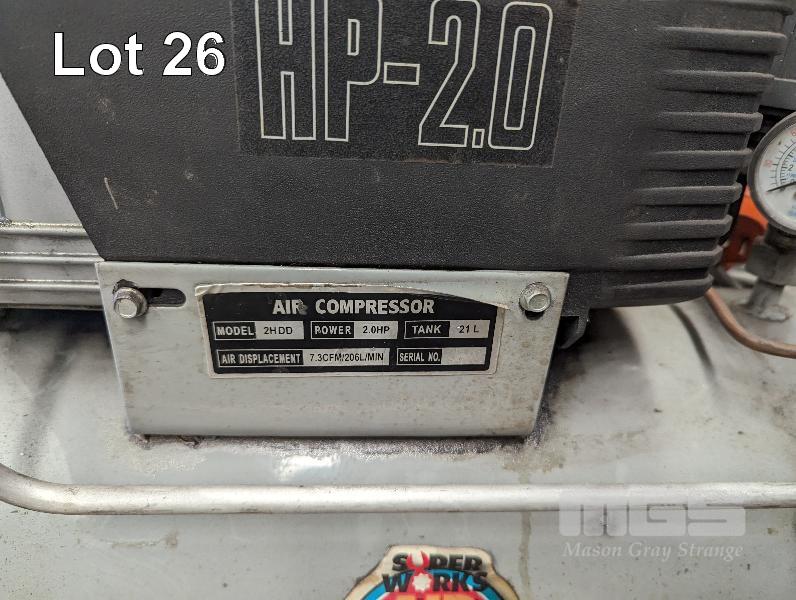 Lot 26
HP-2.0
AIR COMPRESSOR
MODEL 2HDD POWER 2.0HP TANK 21 L
AIR DISPLACEMENT 7.3CFM/206L/MIN SERIAL NO.
MGS
Mason Gray Strange
SUPER
WORKS